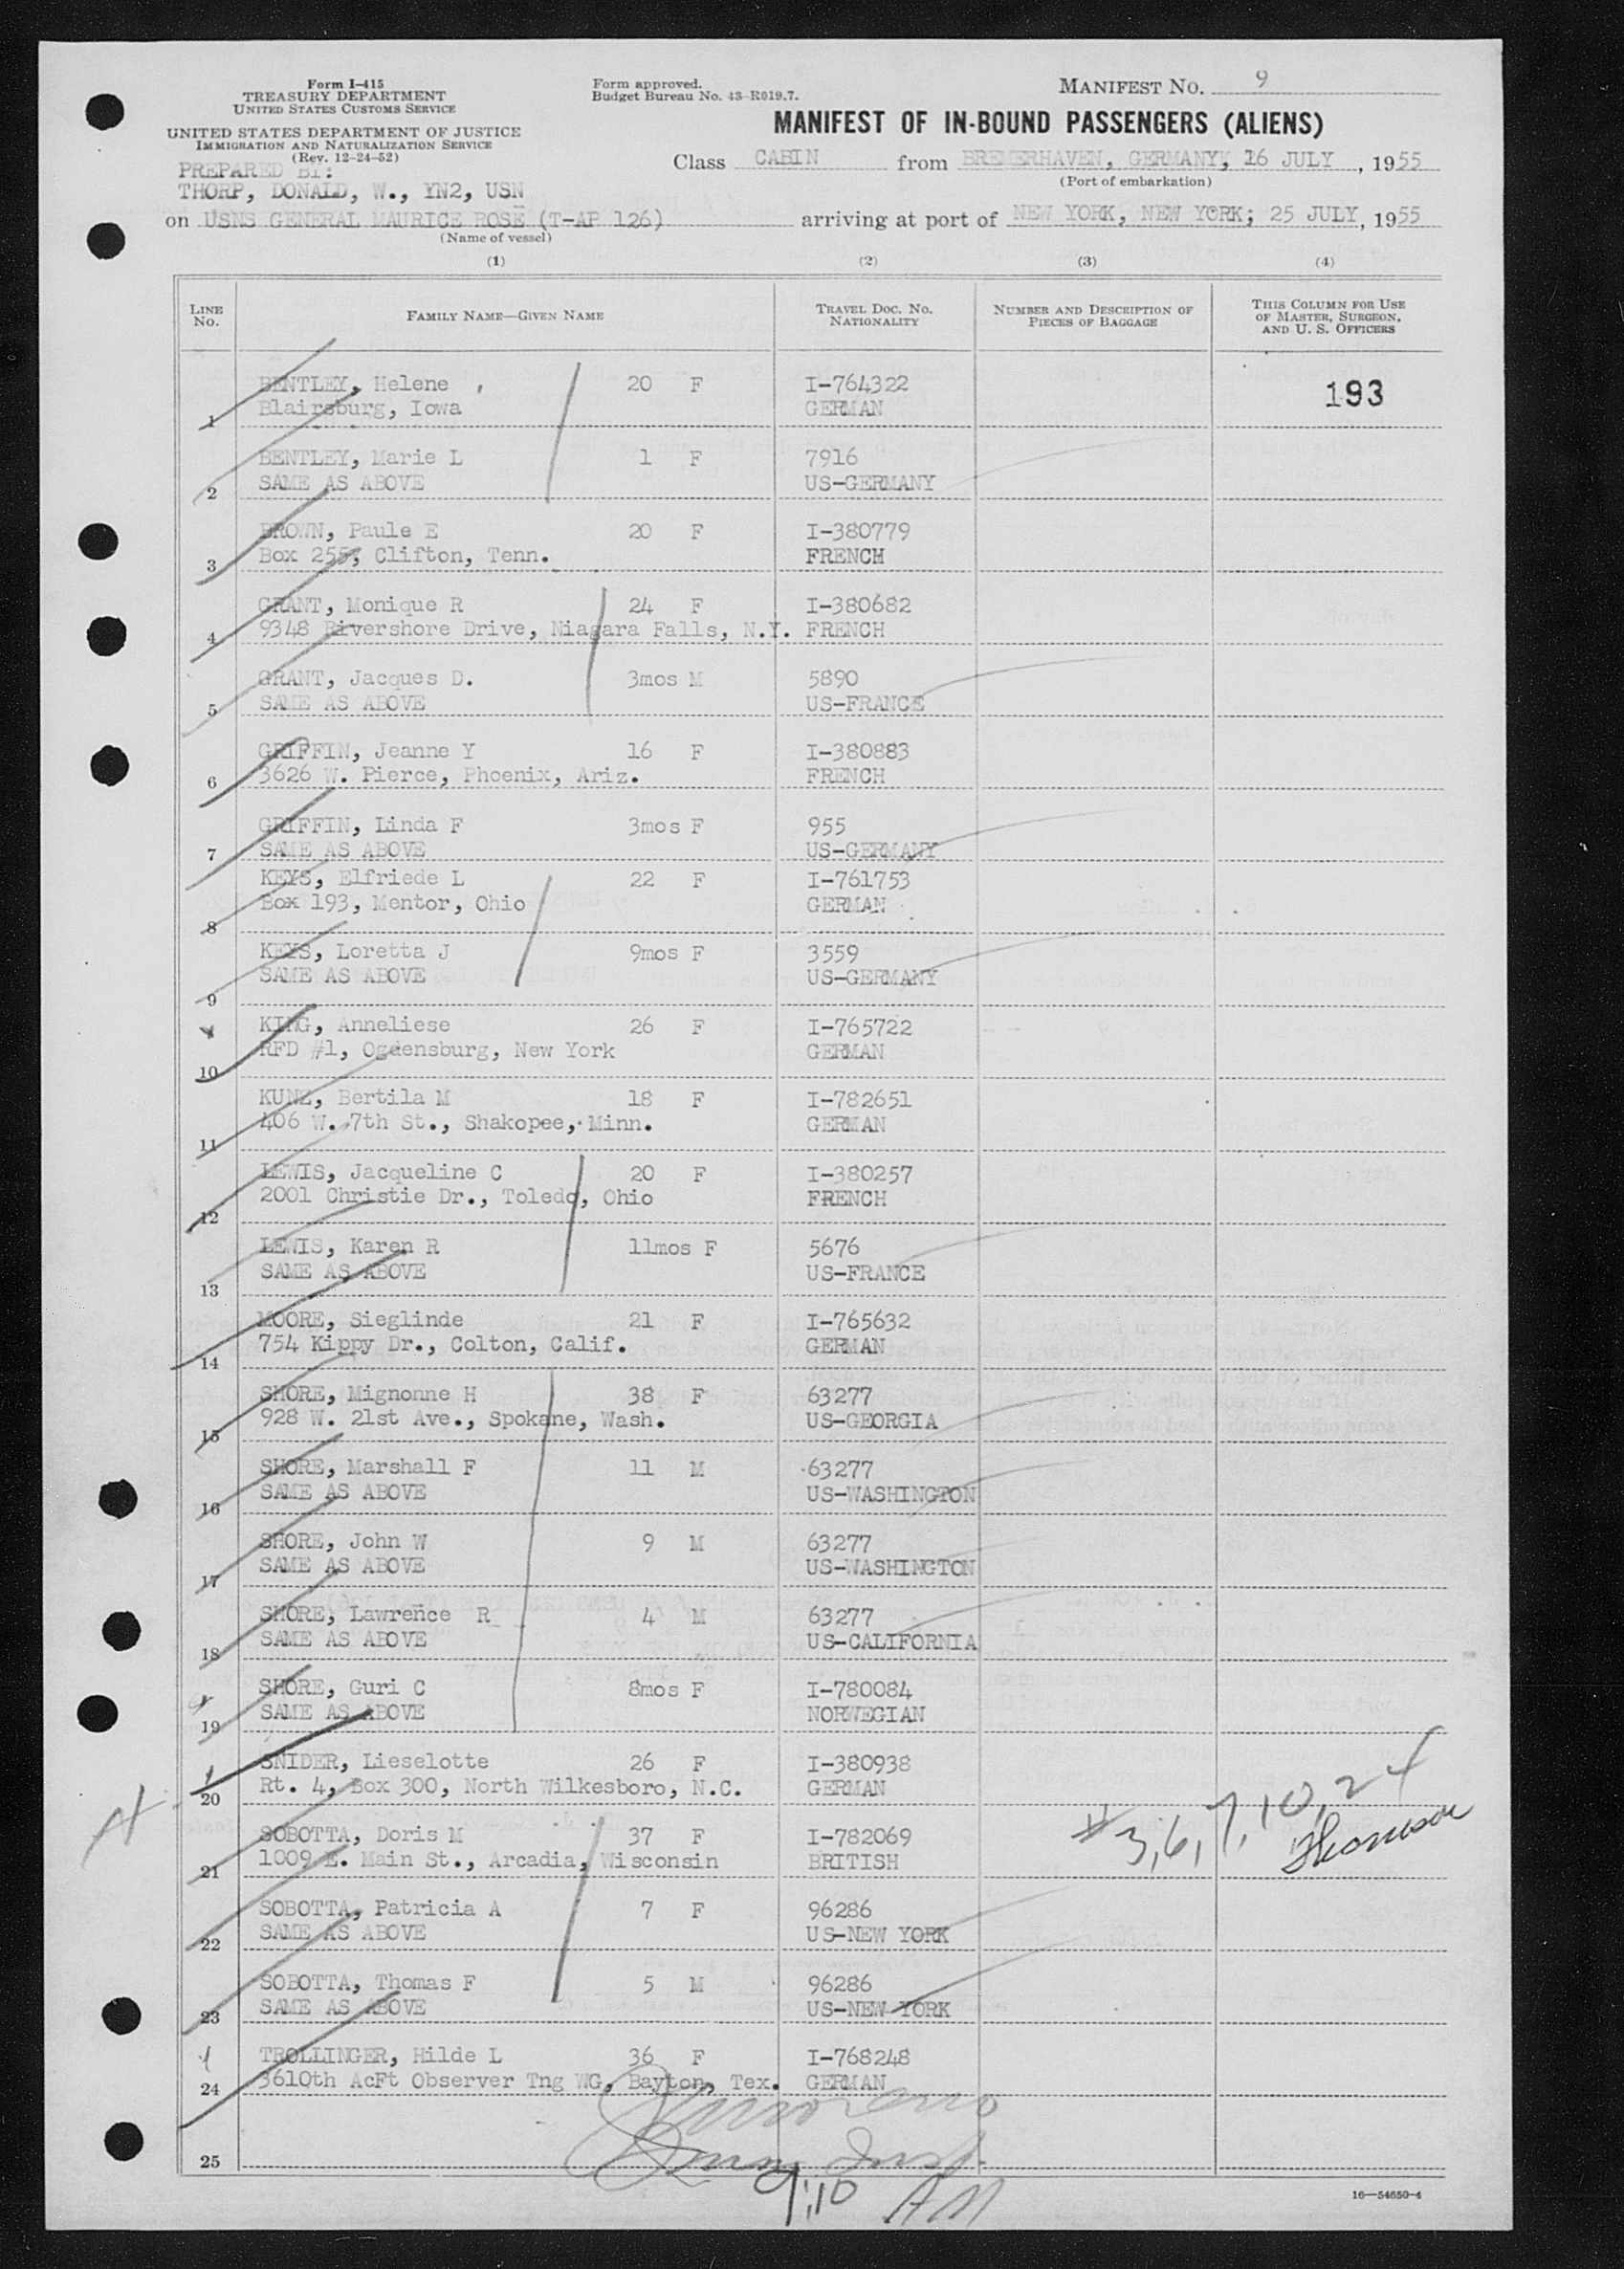 Form I-415
TREASURY DEPARTMENT
UNITED STATES CUSTOMS SERVICE
UNITED STATES DEPARTMENT OF JUSTICE
IMMIGRATION AND NATURALIZATION SERVICE
(Rev. 12-24-52)
PREPARED BY:
THORP, DONALD, W., YN2, USN
Form approved.
Budget Bureau No. 43-R019.7.
MANIFEST NO. 9
MANIFEST OF IN-BOUND PASSENGERS (ALIENS)
Class CABIN from BREMERHAVEN, GERMANY, 16 JULY, 1955
(Port of embarkation)
on USNS GENERAL MAURICE ROSE (T-AP 126) arriving at port of NEW YORK, NEW YORK; 25 JULY, 1955
(Name of vessel)
(1) (2) (3) (4)
LINE NO. FAMILY NAME—GIVEN NAME TRAVEL DOC. NO. NATIONALITY NUMBER AND DESCRIPTION OF PIECES OF BAGGAGE THIS COLUMN FOR USE OF MASTER, SURGEON, AND U. S. OFFICERS
BENTLEY, Helene 20 F I-764322 193
1 Blairsburg, Iowa GERMAN
BENTLEY, Marie L 1 F 7916
2 SAME AS ABOVE US-GERMANY
BROWN, Paule E 20 F I-380779
3 Box 255, Clifton, Tenn. FRENCH
GRANT, Monique R 24 F I-380682
4 9348 Rivershore Drive, Niagara Falls, N.Y. FRENCH
GRANT, Jacques D. 3mos M 5890
5 SAME AS ABOVE US-FRANCE
GRIFFIN, Jeanne Y 16 F I-380883
6 3626 W. Pierce, Phoenix, Ariz. FRENCH
GRIFFIN, Linda F 3mos F 955
7 SAME AS ABOVE US-GERMANY
KEYS, Elfriede L 22 F I-761753
8 Box 193, Mentor, Ohio GERMAN
KEYS, Loretta J 9mos F 3559
9 SAME AS ABOVE US-GERMANY
KING, Anneliese 26 F I-765722
10 RFD #1, Ogdensburg, New York GERMAN
KUNZ, Bertila M 18 F I-782651
11 406 W. 7th St., Shakopee, Minn. GERMAN
LEWIS, Jacqueline C 20 F I-380257
12 2001 Christie Dr., Toledo, Ohio FRENCH
LEWIS, Karen R 11mos F 5676
13 SAME AS ABOVE US-FRANCE
MOORE, Sieglinde 21 F I-765632
14 754 Kippy Dr., Colton, Calif. GERMAN
SHORE, Mignonne H 38 F 63277
15 928 W. 21st Ave., Spokane, Wash. US-GEORGIA
SHORE, Marshall F 11 M 63277
16 SAME AS ABOVE US-WASHINGTON
SHORE, John W 9 M 63277
17 SAME AS ABOVE US-WASHINGTON
SHORE, Lawrence R 4 M 63277
18 SAME AS ABOVE US-CALIFORNIA
SHORE, Guri C 8mos F I-780084
19 SAME AS ABOVE NORWEGIAN
SNIDER, Lieselotte 26 F I-380938
20 Rt. 4, Box 300, North Wilkesboro, N.C. GERMAN
#3,6,7,10,24
SOBOTTA, Doris M 37 F I-782069
21 1009 E. Main St., Arcadia, Wisconsin BRITISH
SOBOTTA, Patricia A 7 F 96286
22 SAME AS ABOVE US-NEW YORK
SOBOTTA, Thomas F 5 M 96286
23 SAME AS ABOVE US-NEW YORK
TROLLINGER, Hilde L 36 F I-768248
24 3610th AcFt Observer Tng WG, Bayton, Tex. GERMAN
25
9:10 AM
16—54650-4